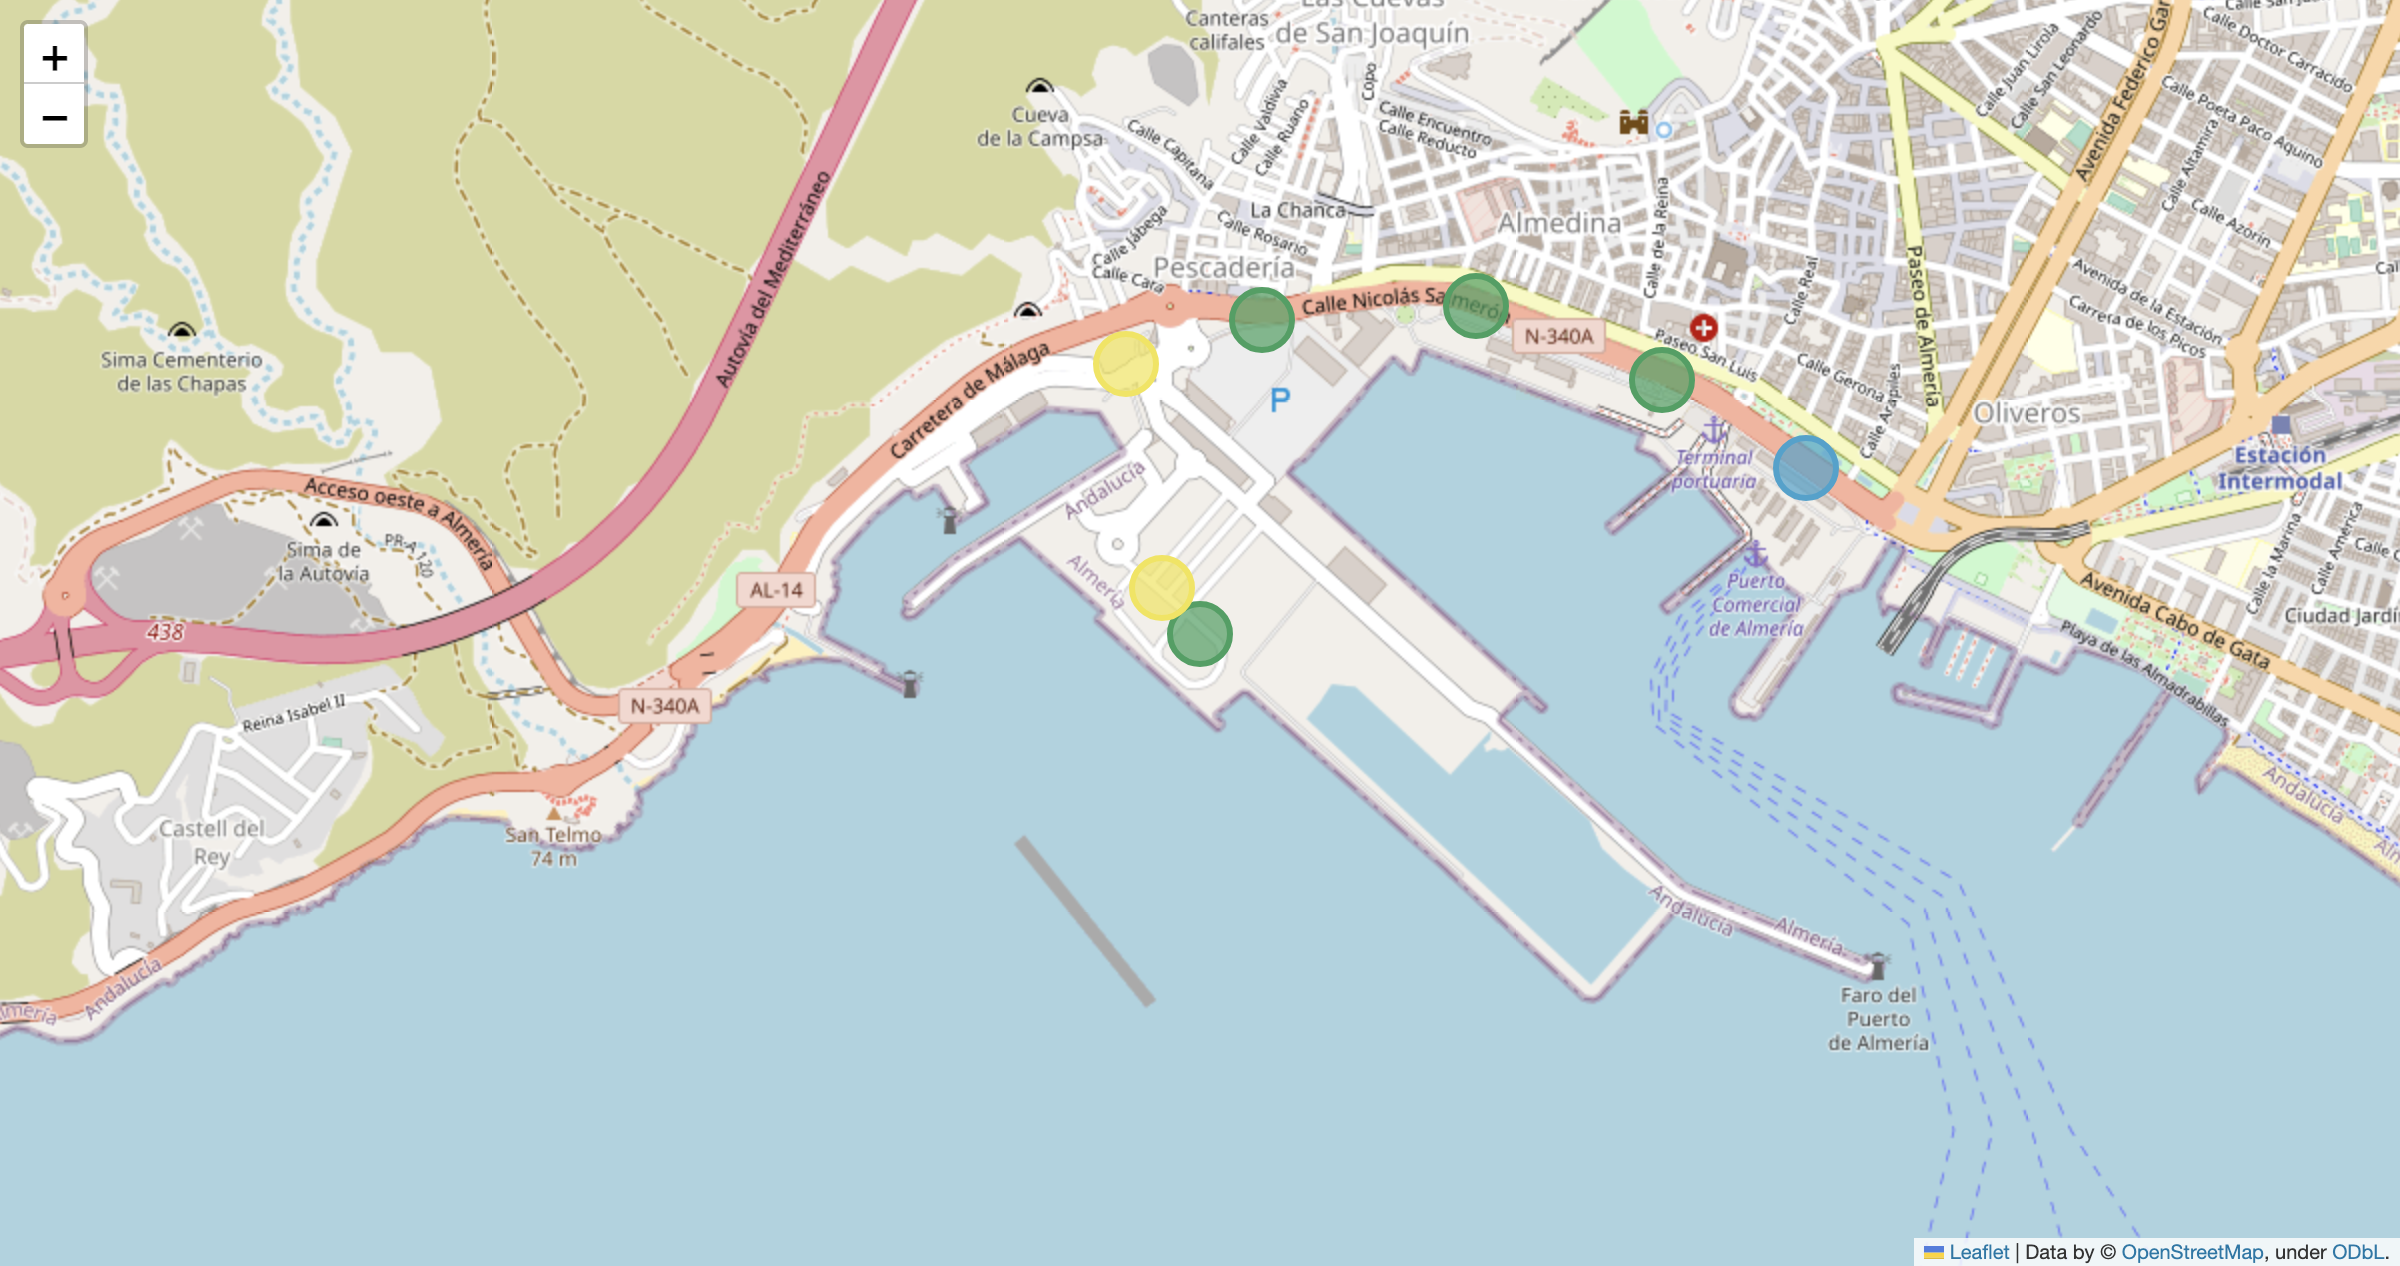 +
−
Canteras
califales
Las Cuevas
de San Joaquín
Cueva
de la Campsa
Calle Capitana
Calle Valdivia
Calle Ruano
Copo
Calle Encuentro
Calle Reducto
La Chanca
Calle Rosario
Calle Jábega
Calle Cara
Pescadería
Almedina
Calle de la Reina
Calle Real
Paseo de Almería
Calle Juan Lirola
Calle San Leonardo
Avenida Federico Gar
Calle San Ju
Calle Doctor Carracido
Calle Poeta Paco Aquino
Calle Altamira
Calle Azorín
Cal
Avenida de la Estación
Carrera de los Picos
Oliveros
Estación
Intermodal
Autovía del Mediterráneo
Carretera de Málaga
Calle Nicolás Salmerón
N-340A
Paseo San Luis
Calle Gerona
Calle Arapiles
P
Terminal
portuaria
Puerto
Comercial
de Almería
Sima Cementerio
de las Chapas
Acceso oeste a Almería
Sima de
la Autovía
PR-A 120
438
AL-14
N-340A
Reina Isabel II
Castell del
Rey
San Telmo
74 m
Andalucía
Almería
Andalucía
Almería
Andalucía
lmería
Andalucía
Almería
Faro del
Puerto
de Almería
Avenida Cabo de Gata
Playa de las Almadrabillas
Calle la Marina
Calle América
Calle C
Ciudad Jardí
Andalucía
Alm
Leaflet | Data by © OpenStreetMap, under ODbL.